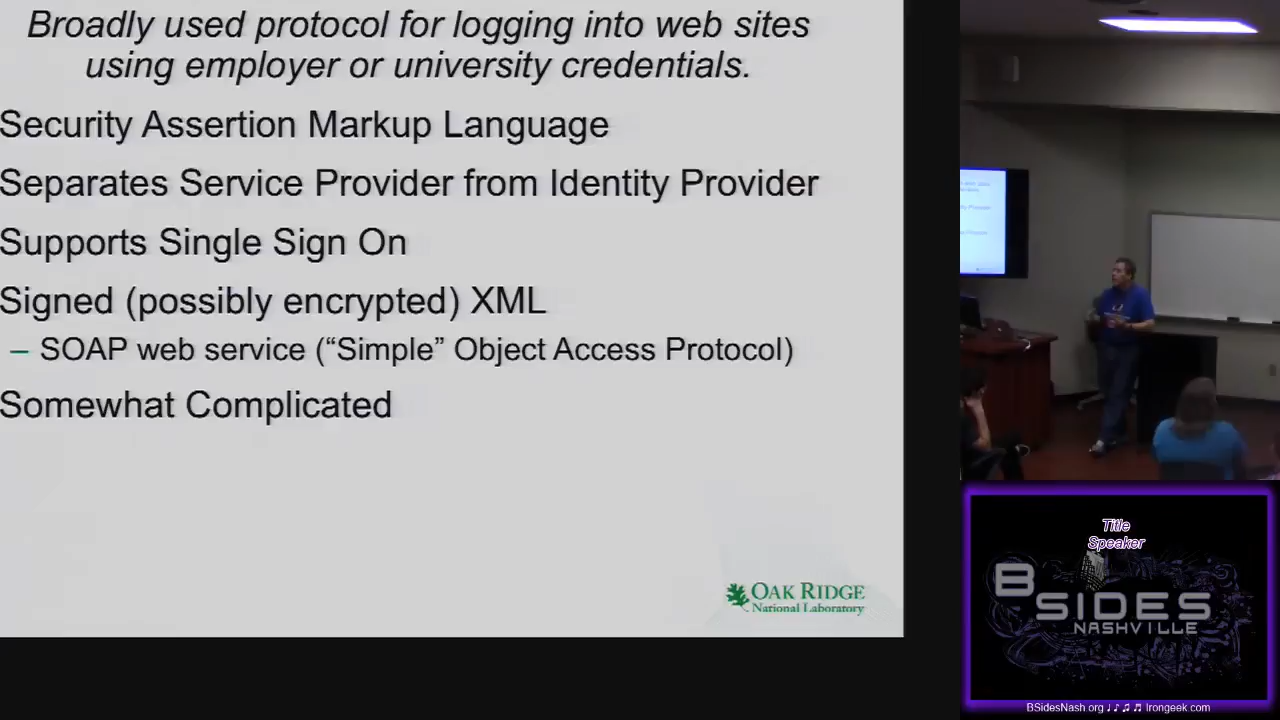 Broadly used protocol for logging into web sites
using employer or university credentials.
Security Assertion Markup Language
Separates Service Provider from Identity Provider
Supports Single Sign On
Signed (possibly encrypted) XML
– SOAP web service (“Simple” Object Access Protocol)
Somewhat Complicated
OAK RIDGE
National Laboratory
Title
Speaker
BSIDES
NASHVILLE
BSidesNash.org ♩ ♪ ♫ ♬ Irongeek.com